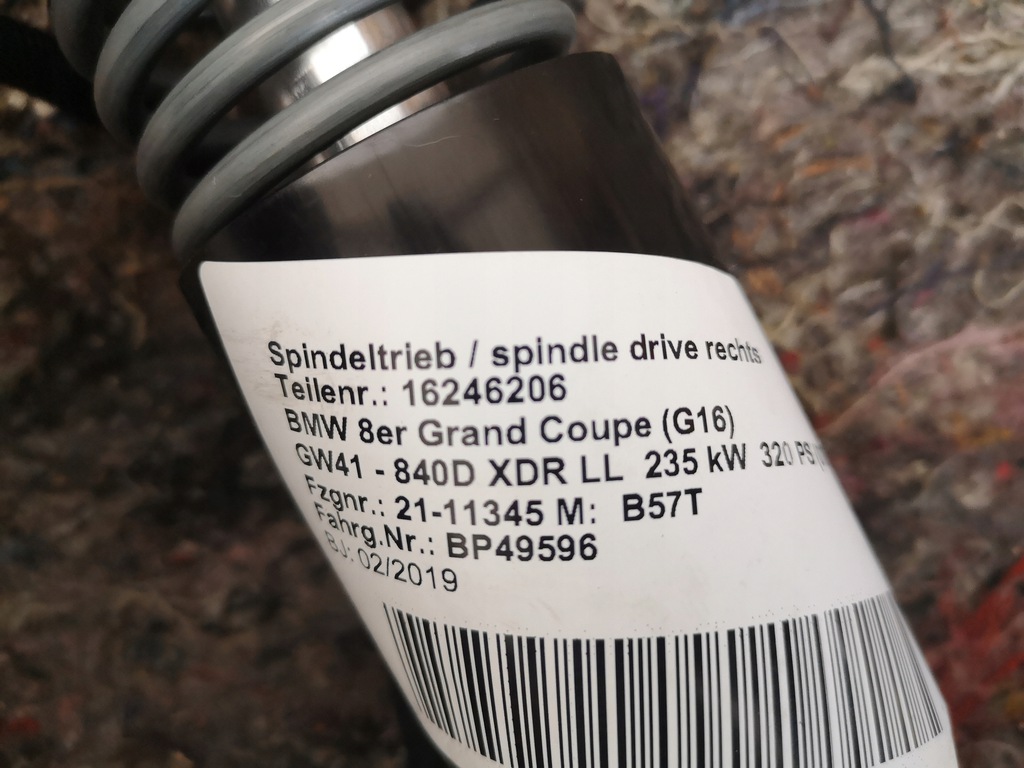 Spindeltrieb / spindle drive rechts
Teilenr.: 16246206
BMW 8er Grand Coupe (G16)
GW41 - 840D XDR LL 235 kW 320 PS
Fzgnr.: 21-11345 M: B57T
Fahrg.Nr.: BP49596
BJ: 02/2019